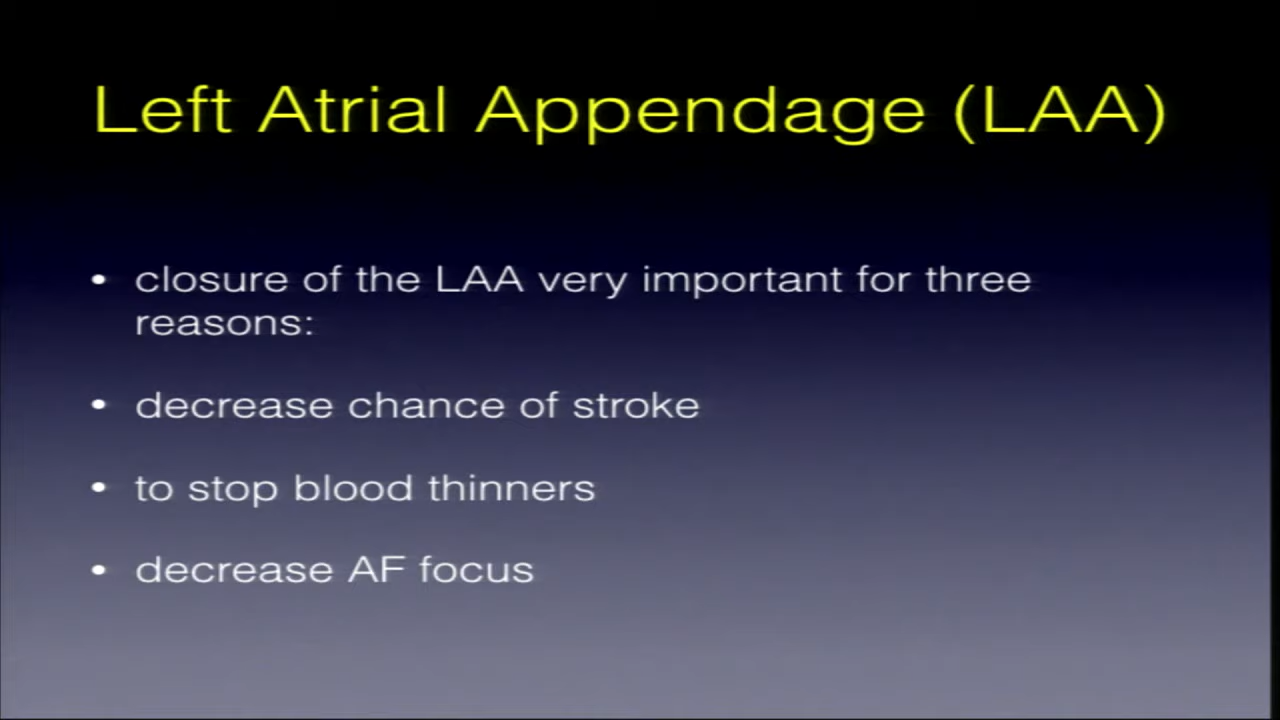 Left Atrial Appendage (LAA)
• closure of the LAA very important for three
reasons:
• decrease chance of stroke
• to stop blood thinners
• decrease AF focus